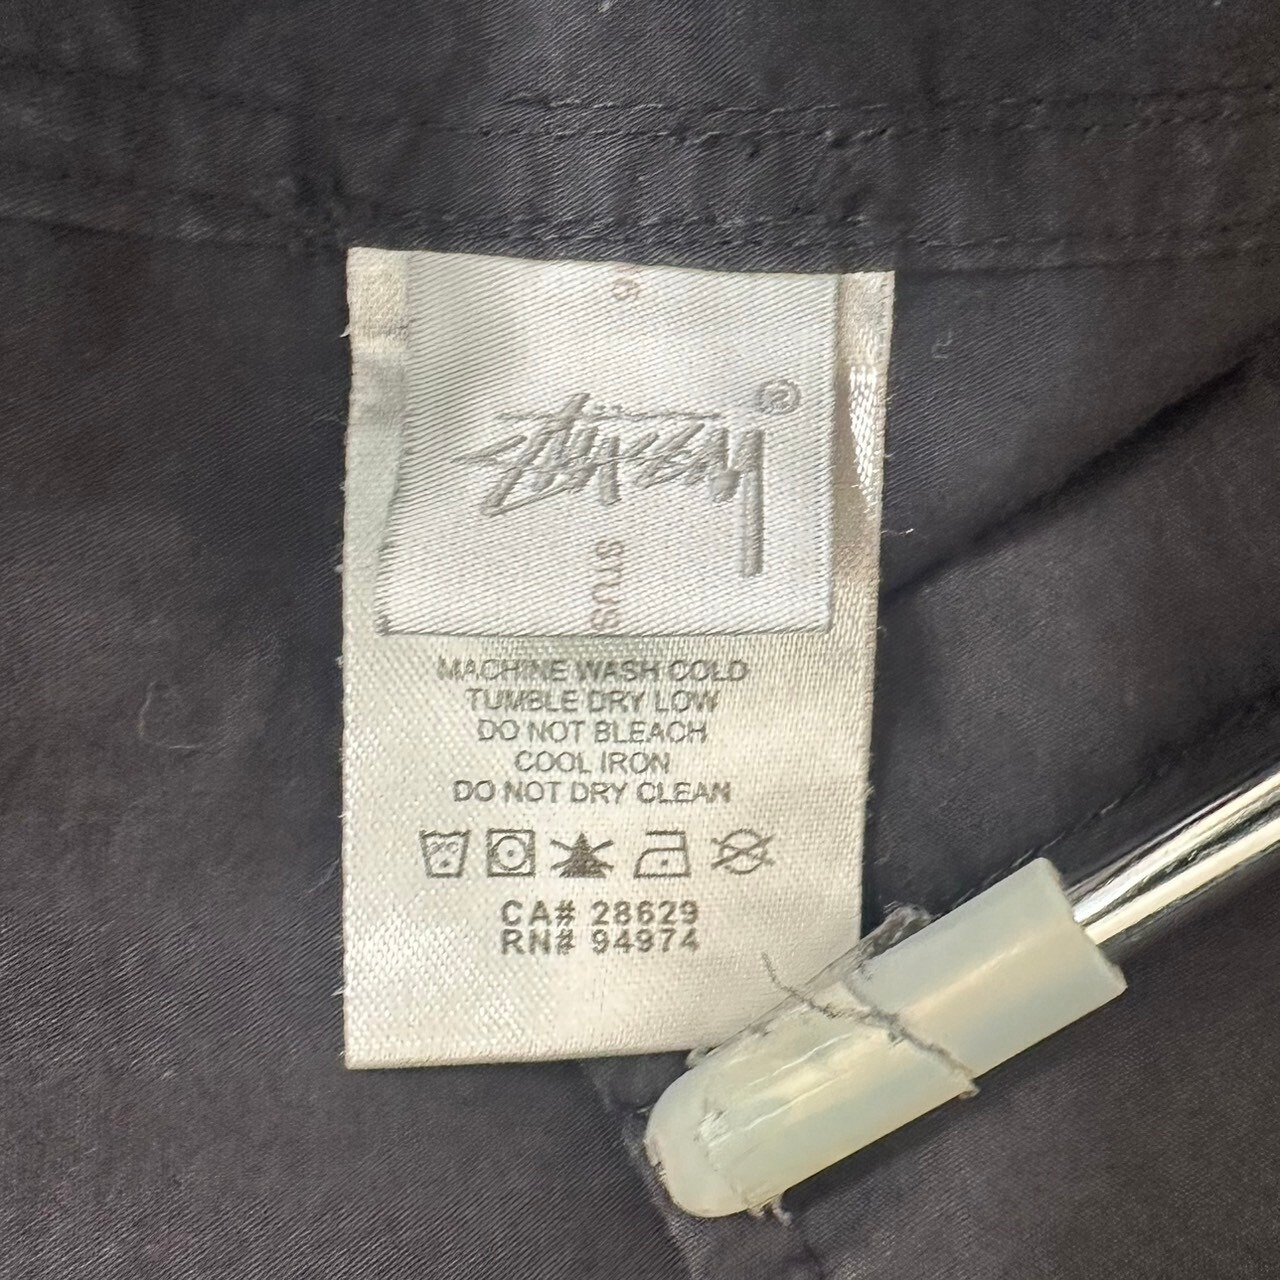 ®
STUS
MACHINE WASH COLD
TUMBLE DRY LOW
DO NOT BLEACH
COOL IRON
DO NOT DRY CLEAN
CA# 28629
RN# 94974